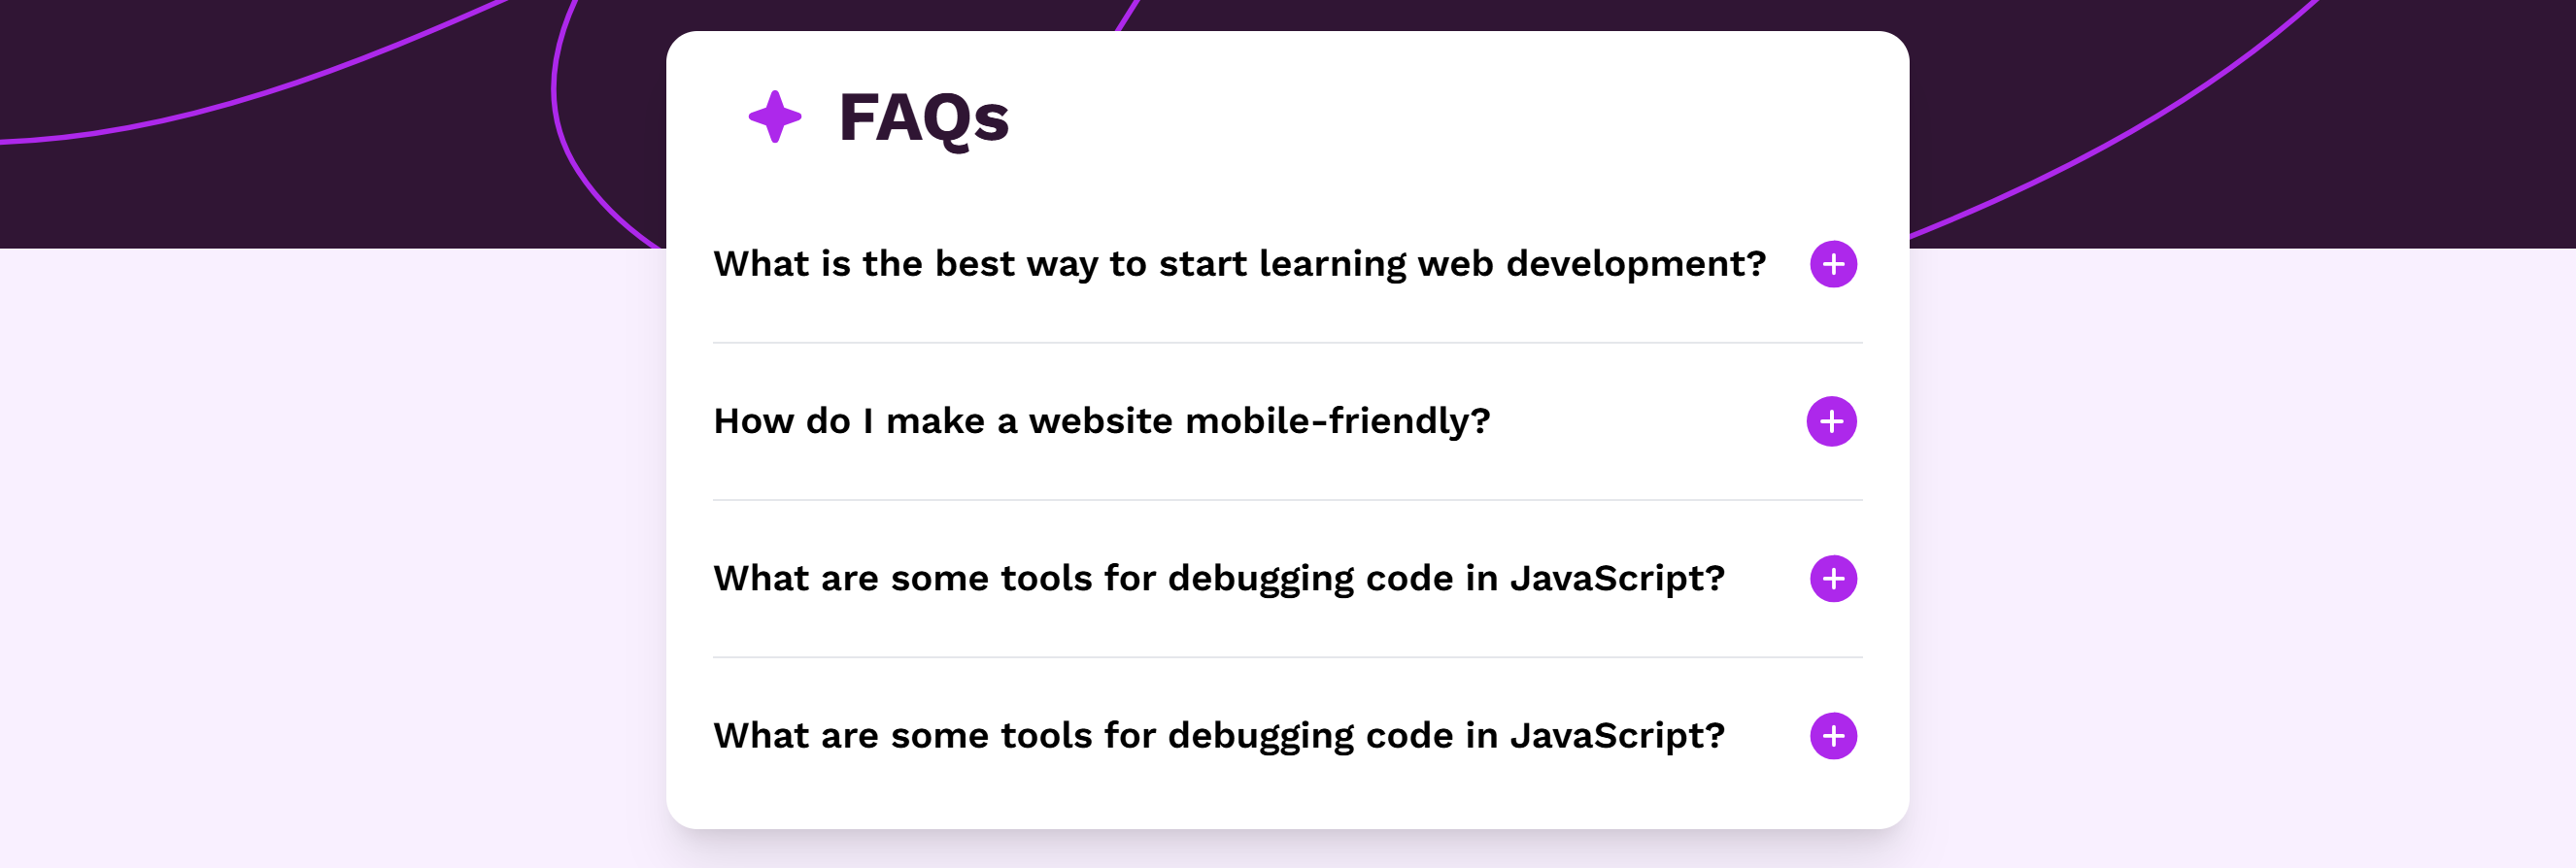 FAQs
What is the best way to start learning web development?
How do I make a website mobile-friendly?
What are some tools for debugging code in JavaScript?
What are some tools for debugging code in JavaScript?